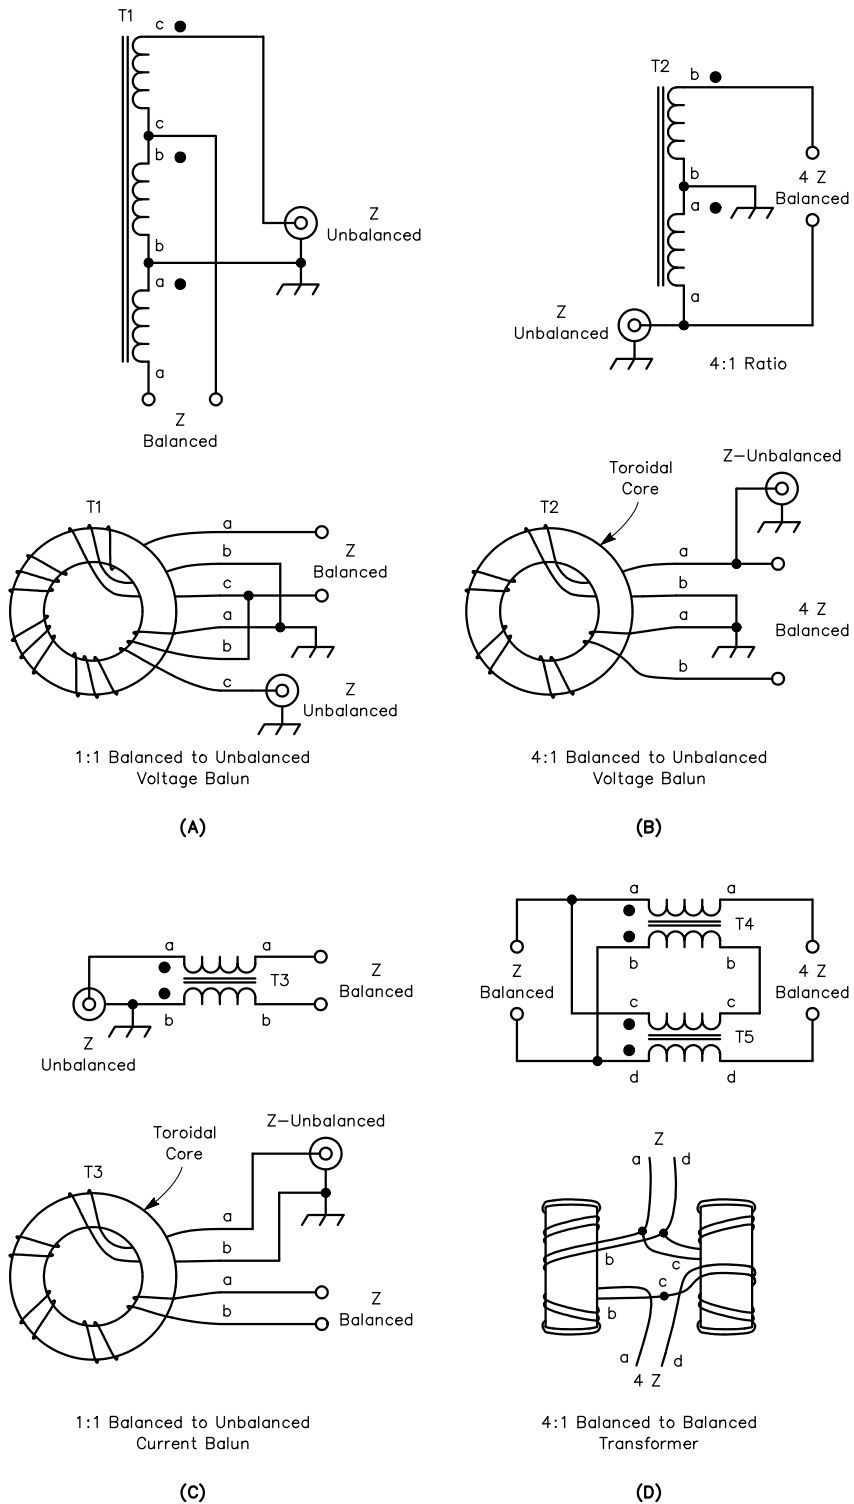 T1
c
c
b
b
a
a
Z
Unbalanced
Z
Balanced
T2
b
b
a
a
4 Z
Balanced
Z
Unbalanced
4:1 Ratio
T1
a
b
c
a
b
c
Z
Balanced
Z
Unbalanced
1:1 Balanced to Unbalanced
Voltage Balun
(A)
Toroidal
Core
Z-Unbalanced
T2
a
b
a
b
4 Z
Balanced
4:1 Balanced to Unbalanced
Voltage Balun
(B)
a
a
T3
b
b
Z
Balanced
Z
Unbalanced
Toroidal
Core
Z-Unbalanced
T3
a
b
a
b
Z
Balanced
1:1 Balanced to Unbalanced
Current Balun
(C)
a
a
T4
b
b
Z
Balanced
4 Z
Balanced
c
c
T5
d
d
Z
a
d
b
c
c
b
a
d
4 Z
4:1 Balanced to Balanced
Transformer
(D)